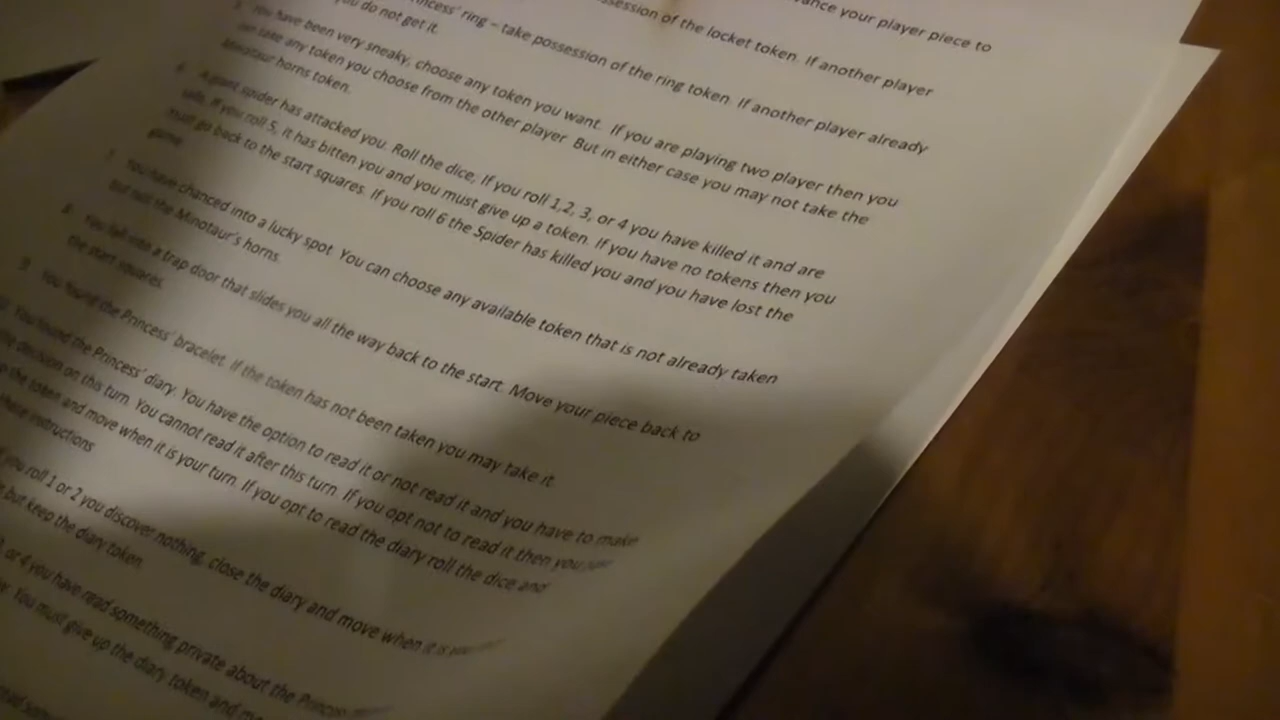 ance your player piece to
ssession of the locket token. If another player
you do not get it.
incess' ring – take possession of the ring token. If another player already
You have been very sneaky, choose any token you want. If you are playing two player then you
can take any token you choose from the other player. But in either case you may not take the
Minotaur horns token.
6 A giant spider has attacked you. Roll the dice, If you roll 1,2, 3, or 4 you have killed it and are
safe. If you roll 5, it has bitten you and you must give up a token. If you have no tokens then you
must go back to the start squares. If you roll 6 the Spider has killed you and you have lost the
game.
7 You have chanced into a lucky spot. You can choose any available token that is not already taken
but not the Minotaur's horns.
8 You fall into a trap door that slides you all the way back to the start. Move your piece back to
the start squares.
9 You found the Princess' bracelet. If the token has not been taken you may take it
You found the Princess' diary. You have the option to read it or not read it and you have to make
decision on this turn. You cannot read it after this turn. If you opt not to read it then you
the token and move when it is your turn. If you opt to read the diary roll the dice and
these instructions
you roll 1 or 2 you discover nothing, close the diary and move when it is
but keep the diary token.
or 4 you have read something private about the
You must give up the diary token and